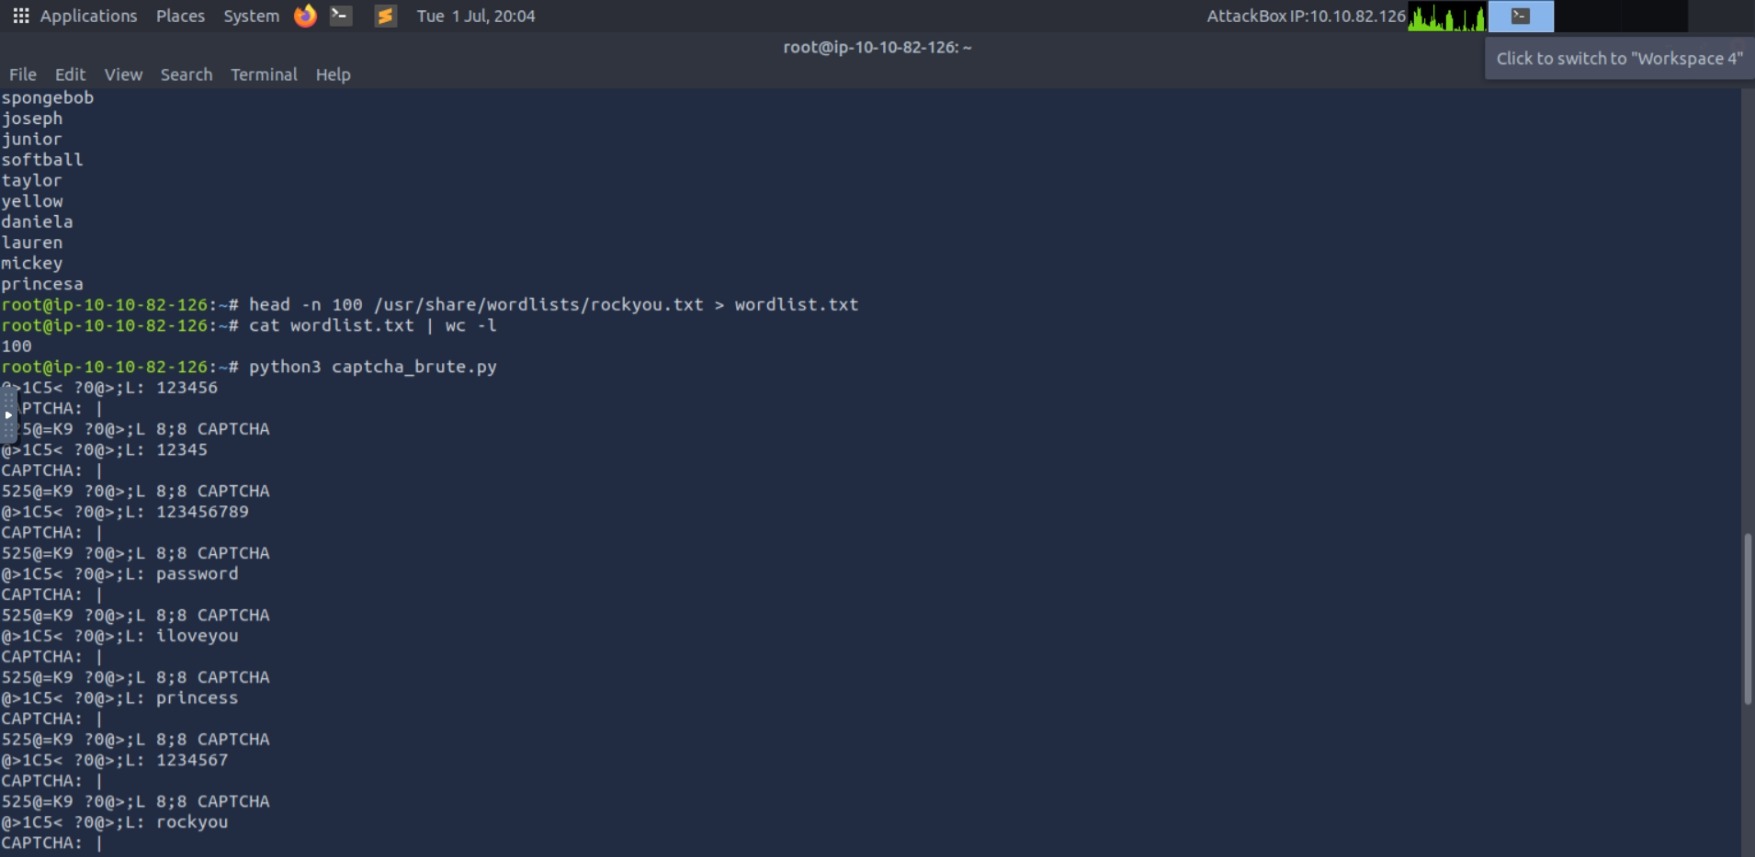 Applications Places System Tue 1 Jul, 20:04 AttackBox IP:10.10.82.126
root@ip-10-10-82-126: ~
Click to switch to "Workspace 4"
File Edit View Search Terminal Help
spongebob
joseph
junior
softball
taylor
yellow
daniela
lauren
mickey
princesa
root@ip-10-10-82-126:~# head -n 100 /usr/share/wordlists/rockyou.txt > wordlist.txt
root@ip-10-10-82-126:~# cat wordlist.txt | wc -l
100
root@ip-10-10-82-126:~# python3 captcha_brute.py
@>1C5< ?0@>;L: 123456
APTCHA: |
25@=K9 ?0@>;L 8;8 CAPTCHA
@>1C5< ?0@>;L: 12345
CAPTCHA: |
525@=K9 ?0@>;L 8;8 CAPTCHA
@>1C5< ?0@>;L: 123456789
CAPTCHA: |
525@=K9 ?0@>;L 8;8 CAPTCHA
@>1C5< ?0@>;L: password
CAPTCHA: |
525@=K9 ?0@>;L 8;8 CAPTCHA
@>1C5< ?0@>;L: iloveyou
CAPTCHA: |
525@=K9 ?0@>;L 8;8 CAPTCHA
@>1C5< ?0@>;L: princess
CAPTCHA: |
525@=K9 ?0@>;L 8;8 CAPTCHA
@>1C5< ?0@>;L: 1234567
CAPTCHA: |
525@=K9 ?0@>;L 8;8 CAPTCHA
@>1C5< ?0@>;L: rockyou
CAPTCHA: |